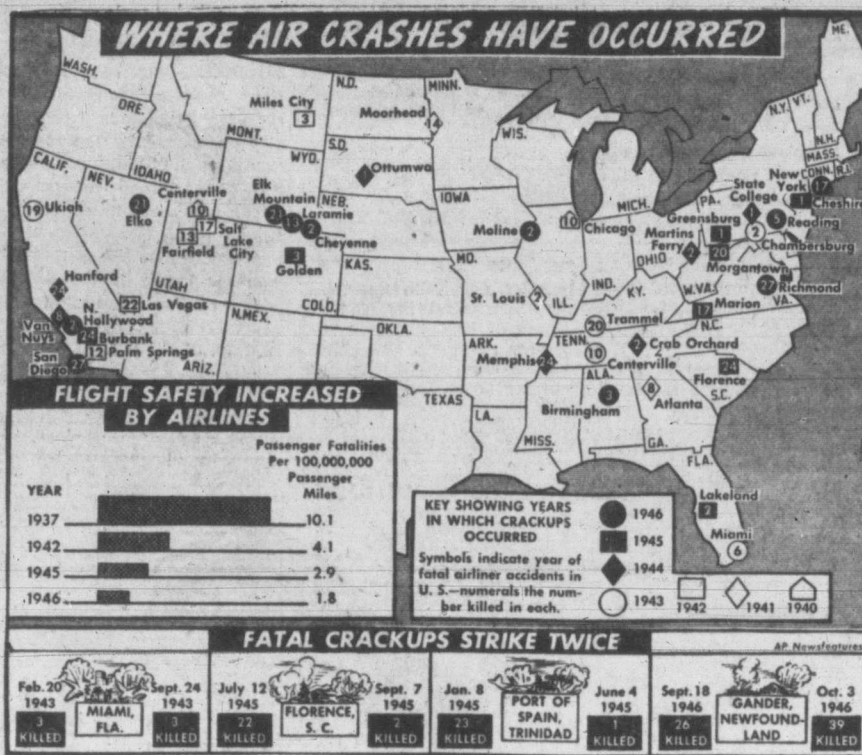 WHERE AIR CRASHES HAVE OCCURRED
WASH.
ORE.
CALIF.
NEV.
IDAHO
MONT.
WYO.
UTAH
COLO.
ARIZ.
N.MEX.
N.D.
S.D.
NEB.
KAS.
OKLA.
TEXAS
MINN.
IOWA
MO.
ARK.
LA.
WIS.
ILL.
IND.
MICH.
OHIO
KY.
TENN.
MISS.
ALA.
GA.
FLA.
S.C.
N.C.
VA.
W.VA.
PA.
N.Y.
VT.
N.H.
MASS.
CONN.
R.I.
ME.
Miles City
3
Moorhead
Ottumwa
Ukiah
19
Elko
21
Centerville
10
17
Salt
Lake
City
13
Fairfield
Elk
Mountain
21
Laramie
2
Cheyenne
3
Golden
Hanford
24
Van
Nuys
N.
Hollywood
Burbank
24
12
Palm Springs
San
Diego
27
22
Las Vegas
Moline
2
10
Chicago
St. Louis
Memphis
24
20
Trammel
10
Centerville
2
Crab Orchard
Birmingham
3
8
Atlanta
Florence
24
Marion
17
Lakeland
2
Miami
6
State
College
New
York
17
1
Cheshire
Greensburg
1
5
Reading
2
Chambersburg
Martins
Ferry
2
20
Morgantown
27
Richmond
FLIGHT SAFETY INCREASED
BY AIRLINES
Passenger Fatalities
Per 100,000,000
Passenger
Miles
YEAR
1937 10.1
1942 4.1
1945 2.9
1946 1.8
KEY SHOWING YEARS
IN WHICH CRACKUPS
OCCURRED
Symbols indicate year of
fatal airliner accidents in
U. S.—numerals the num-
ber killed in each.
1946
1945
1944
1943
1942
1941
1940
FATAL CRACKUPS STRIKE TWICE
AP Newsfeatures
Feb. 20
1943
3
KILLED
MIAMI,
FLA.
Sept. 24
1943
3
KILLED
July 12
1945
22
KILLED
FLORENCE,
S. C.
Sept. 7
1945
2
KILLED
Jan. 8
1945
23
KILLED
PORT OF
SPAIN,
TRINIDAD
June 4
1945
1
KILLED
Sept. 18
1946
26
KILLED
GANDER,
NEWFOUND-
LAND
Oct. 3
1946
39
KILLED